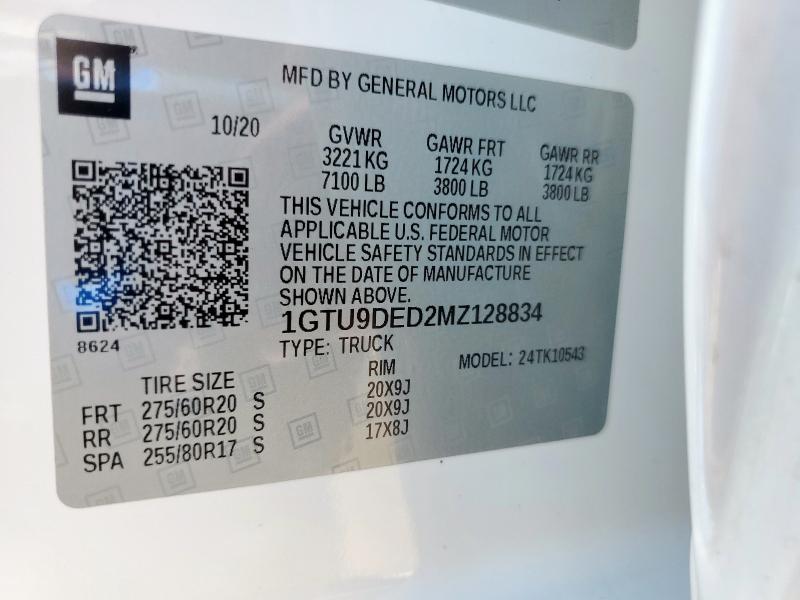 GM
MFD BY GENERAL MOTORS LLC
10/20
GVWR GAWR FRT GAWR RR
3221 KG 1724 KG 1724 KG
7100 LB 3800 LB 3800 LB
THIS VEHICLE CONFORMS TO ALL
APPLICABLE U.S. FEDERAL MOTOR
VEHICLE SAFETY STANDARDS IN EFFECT
ON THE DATE OF MANUFACTURE
SHOWN ABOVE.
1GTU9DED2MZ128834
8624
TYPE: TRUCK MODEL: 24TK10543
TIRE SIZE RIM
FRT 275/60R20 S 20X9J
RR 275/60R20 S 20X9J
SPA 255/80R17 S 17X8J